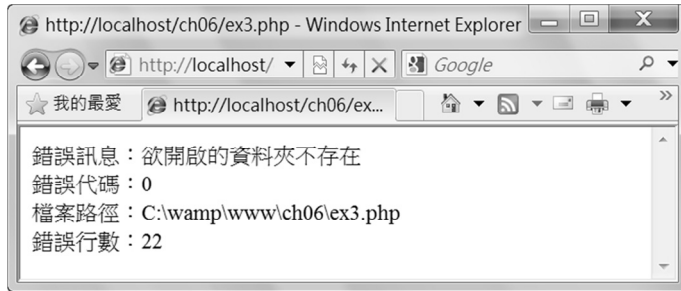 http://localhost/ch06/ex3.php - Windows Internet Explorer
http://localhost/
Google
我的最愛
http://localhost/ch06/ex...
錯誤訊息：欲開啟的資料夾不存在
錯誤代碼：0
檔案路徑：C:\wamp\www\ch06\ex3.php
錯誤行數：22